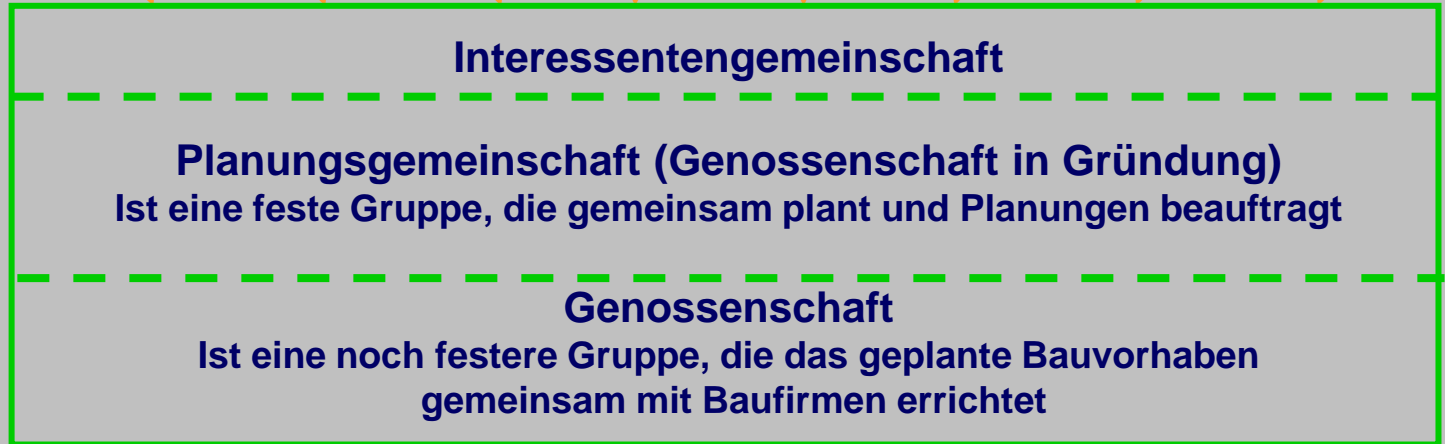 Interessentengemeinschaft
Planungsgemeinschaft (Genossenschaft in Gründung)
Ist eine feste Gruppe, die gemeinsam plant und Planungen beauftragt
Genossenschaft
Ist eine noch festere Gruppe, die das geplante Bauvorhaben
gemeinsam mit Baufirmen errichtet